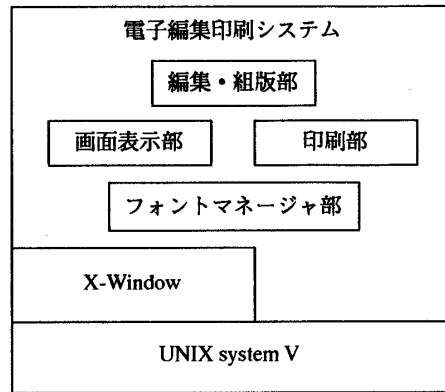 電子編集印刷システム
編集・組版部
画面表示部
印刷部
フォントマネージャ部
X-Window
UNIX system V